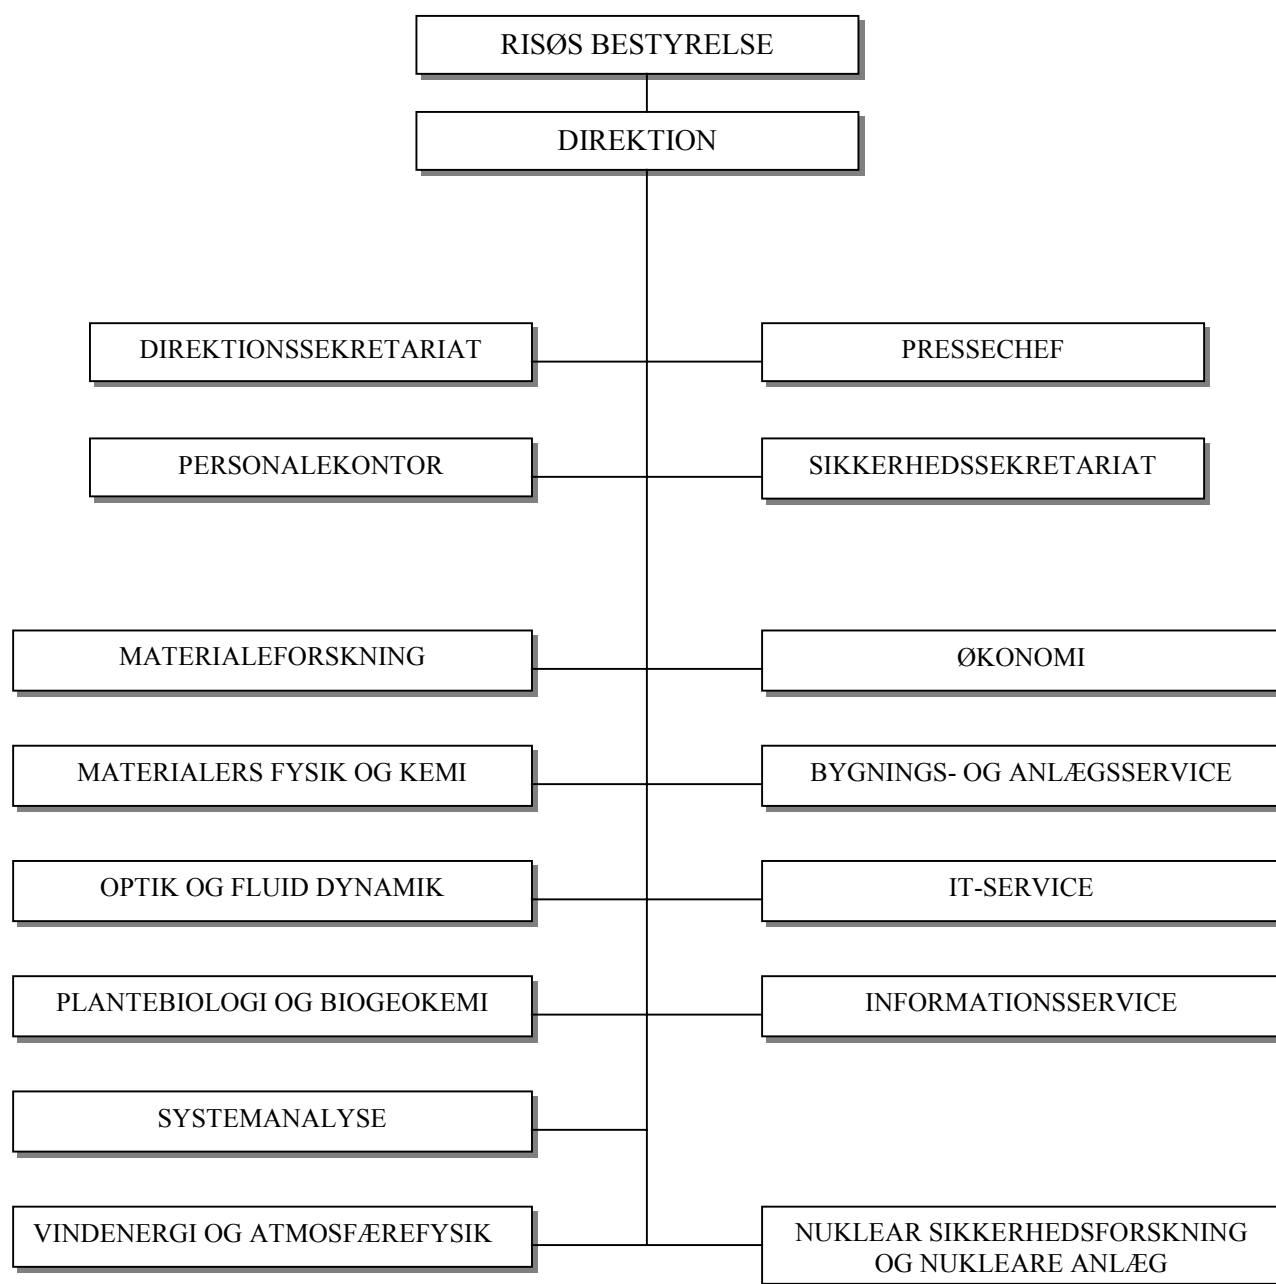 RISØS BESTYRELSE
DIREKTION
DIREKTIONSSEKRETARIAT
PRESSECHEF
PERSONALEKONTOR
SIKKERHEDSSEKRETARIAT
MATERIALEFORSKNING
ØKONOMI
MATERIALERS FYSIK OG KEMI
BYGNINGS- OG ANLÆGSSERVICE
OPTIK OG FLUID DYNAMIK
IT-SERVICE
PLANTEBIOLOGI OG BIOGEOKEMI
INFORMATIONSSERVICE
SYSTEMANALYSE
VINDENERGI OG ATMOSFÆREFYSIK
NUKLEAR SIKKERHEDSFORSKNING
OG NUKLEARE ANLÆG